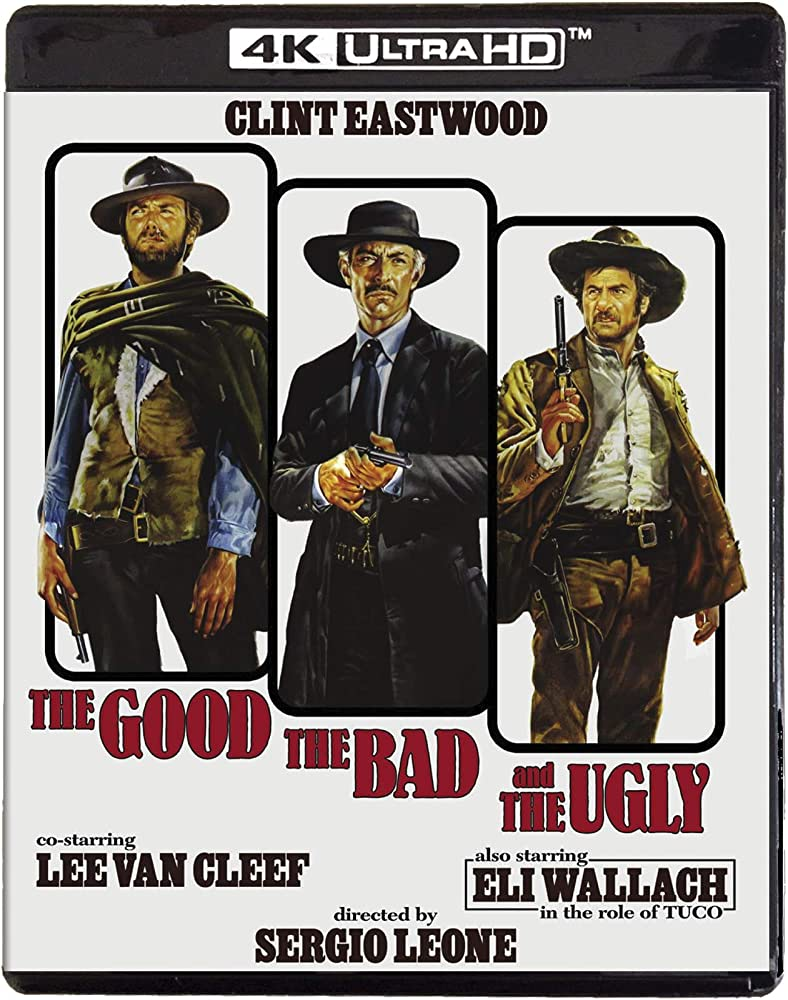 4K ULTRA HD™
CLINT EASTWOOD
THE GOOD
THE BAD
and
THE UGLY
co-starring
LEE VAN CLEEF
also starring
ELI WALLACH
in the role of TUCO
directed by
SERGIO LEONE